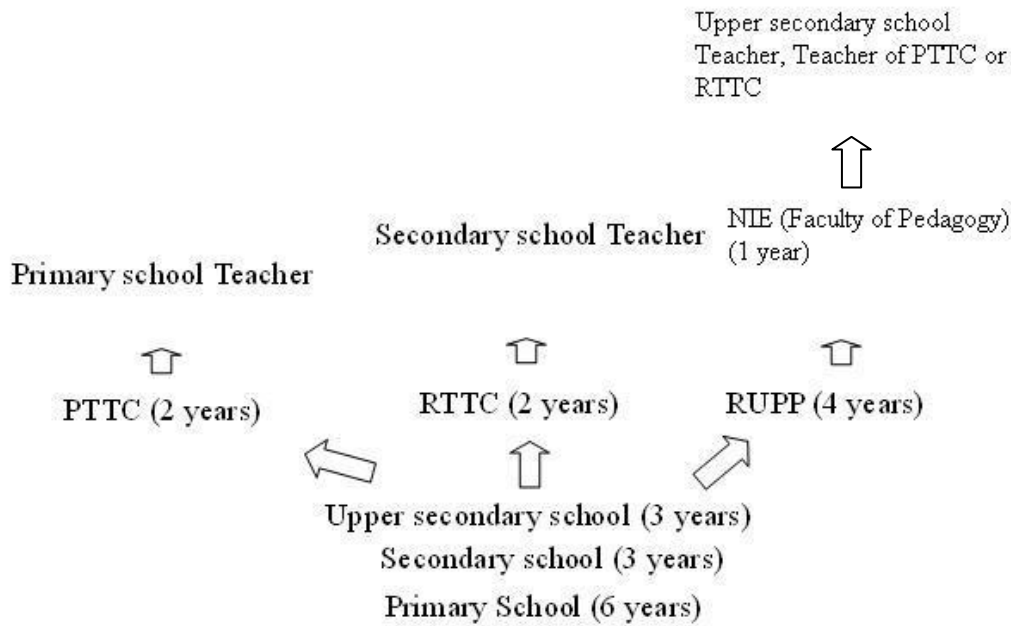 Upper secondary school
Teacher, Teacher of PTTC or
RTTC
NIE (Faculty of Pedagogy)
(1 year)
Secondary school Teacher
Primary school Teacher
PTTC (2 years)
RTTC (2 years)
RUPP (4 years)
Upper secondary school (3 years)
Secondary school (3 years)
Primary School (6 years)